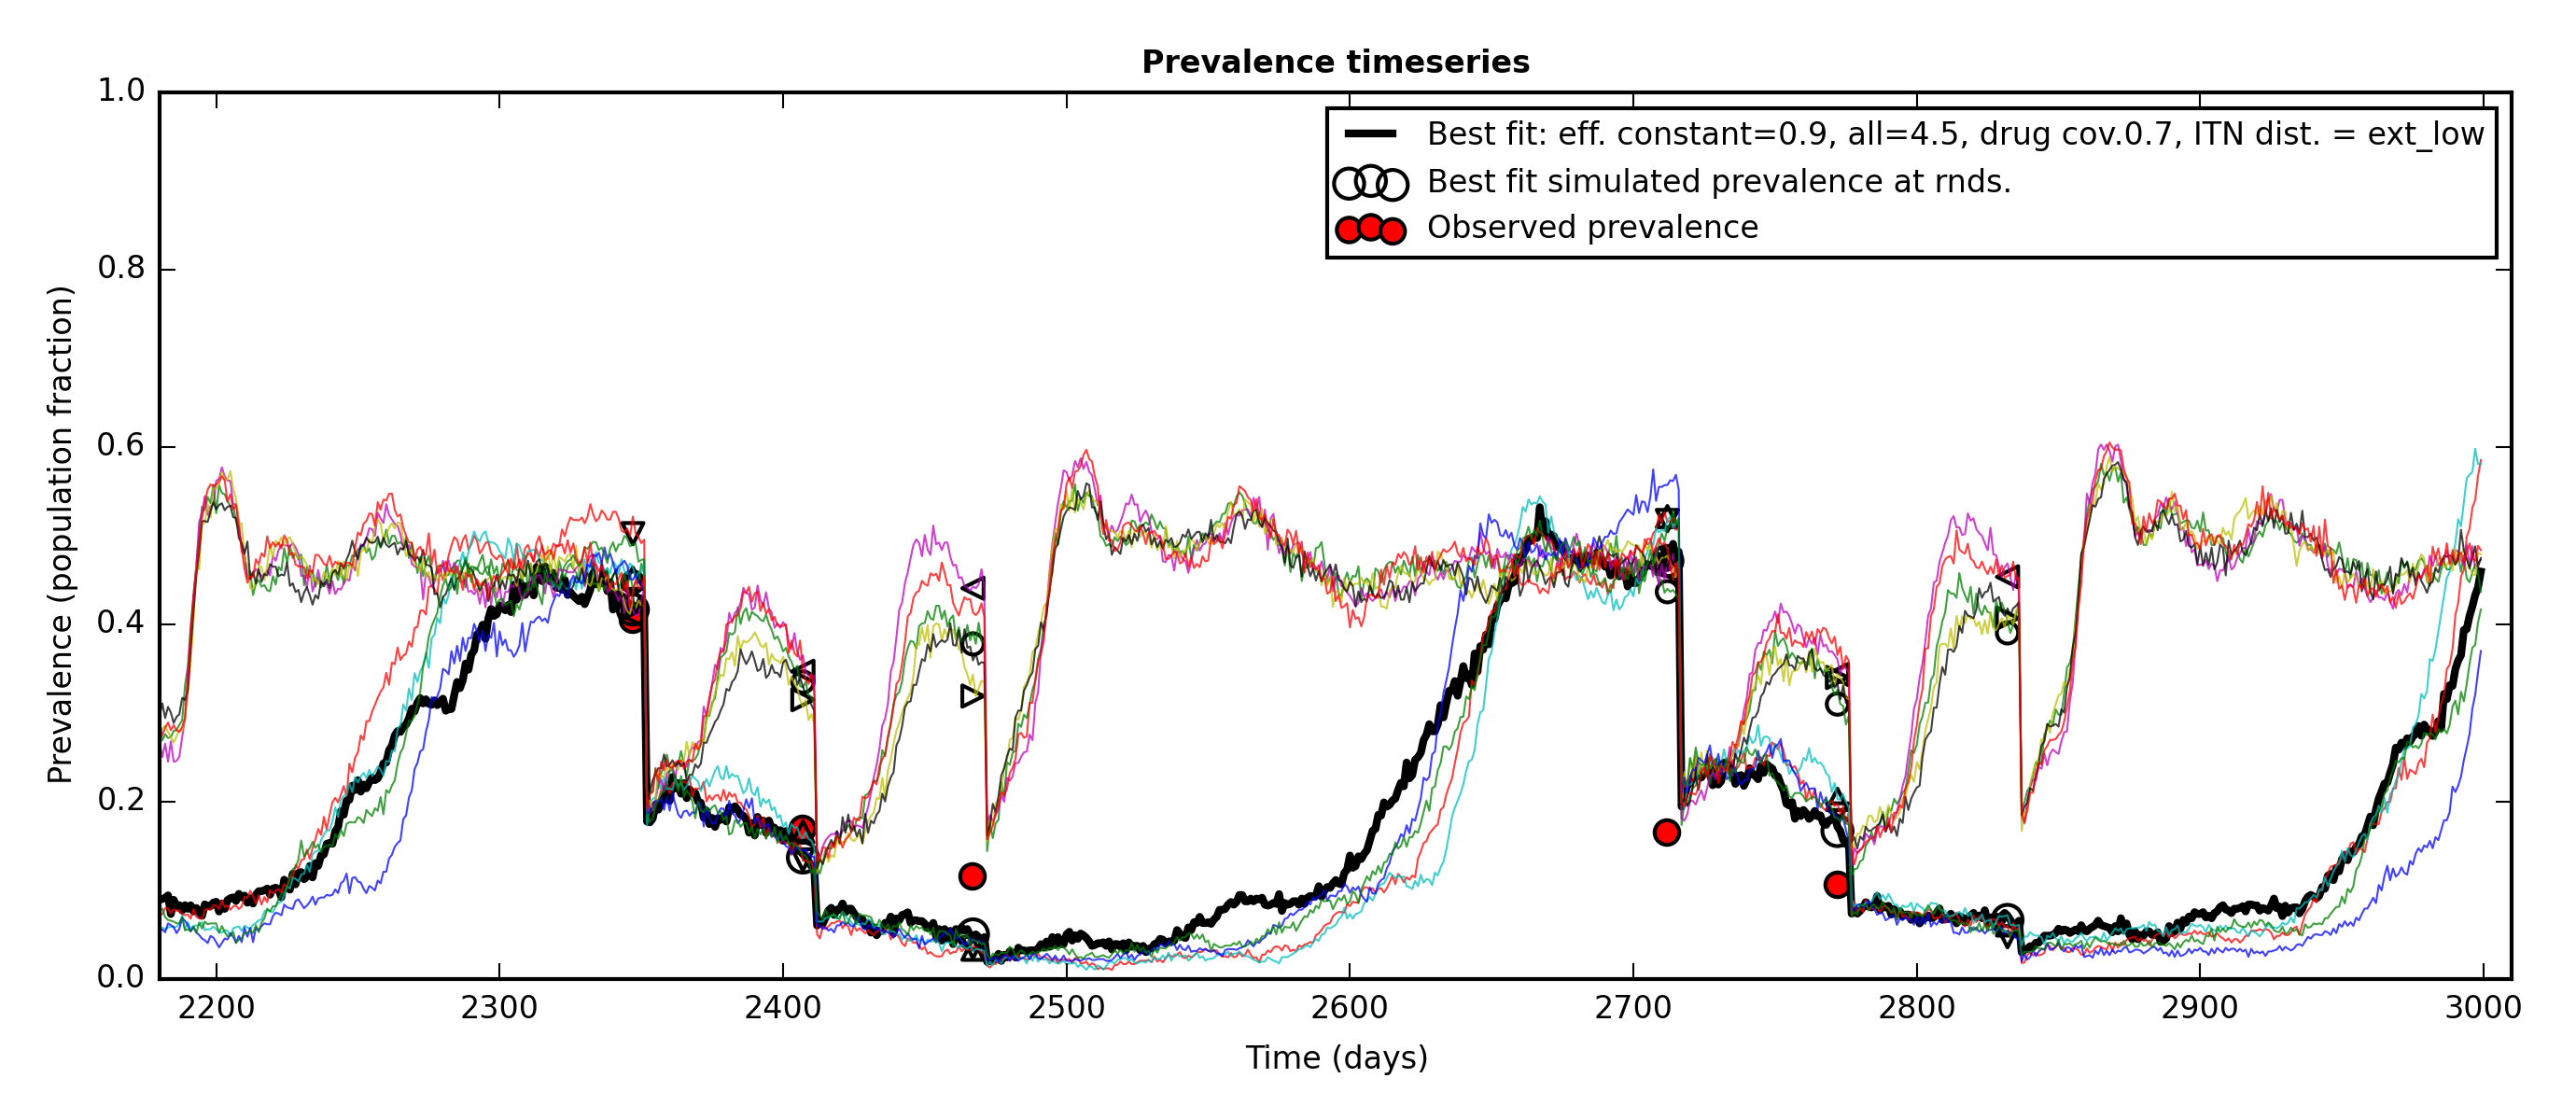 Prevalence timeseries
1.0
0.8
0.6
0.4
0.2
0.0
Prevalence (population fraction)
Best fit: eff. constant=0.9, all=4.5, drug cov.0.7, ITN dist. = ext_low
Best fit simulated prevalence at rnds.
Observed prevalence
2200 2300 2400 2500 2600 2700 2800 2900 3000
Time (days)